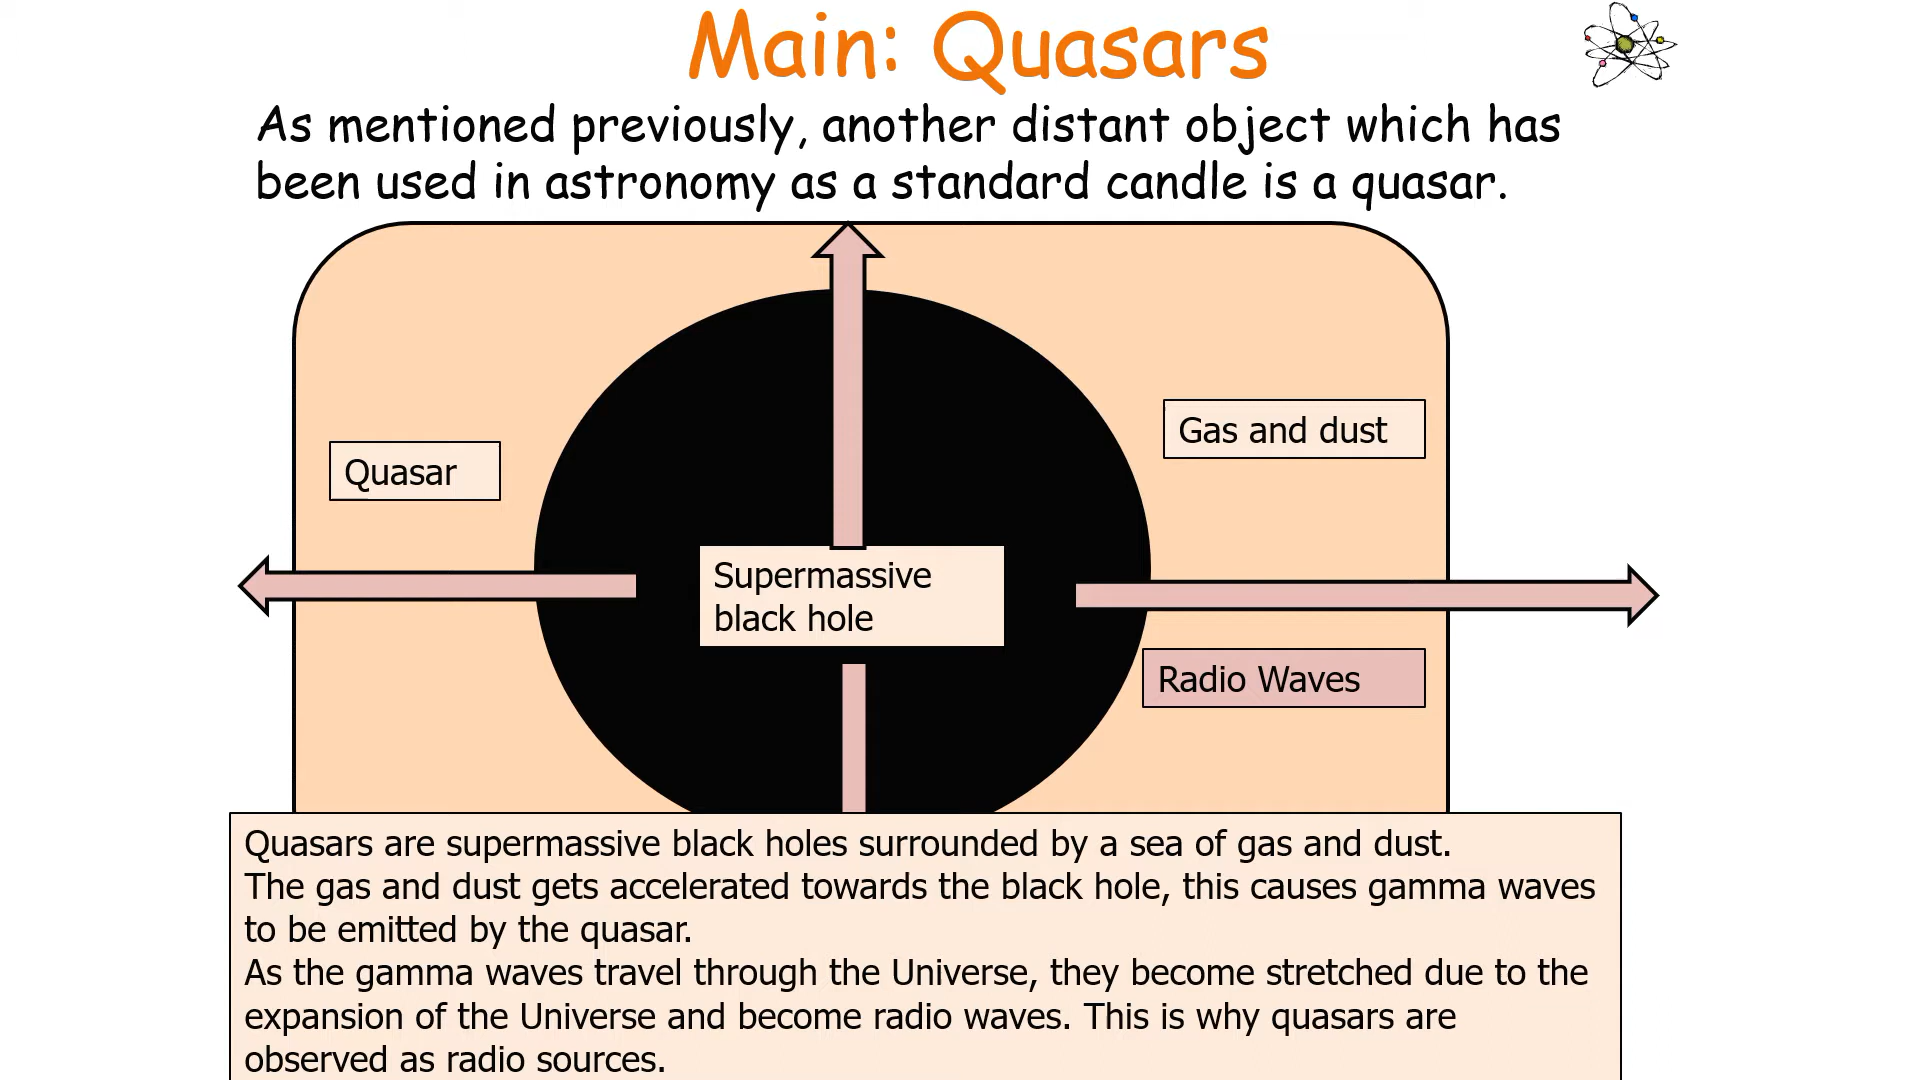 Main: Quasars
As mentioned previously, another distant object which has
been used in astronomy as a standard candle is a quasar.
Gas and dust
Quasar
Supermassive
black hole
Radio Waves
Quasars are supermassive black holes surrounded by a sea of gas and dust.
The gas and dust gets accelerated towards the black hole, this causes gamma waves
to be emitted by the quasar.
As the gamma waves travel through the Universe, they become stretched due to the
expansion of the Universe and become radio waves. This is why quasars are
observed as radio sources.